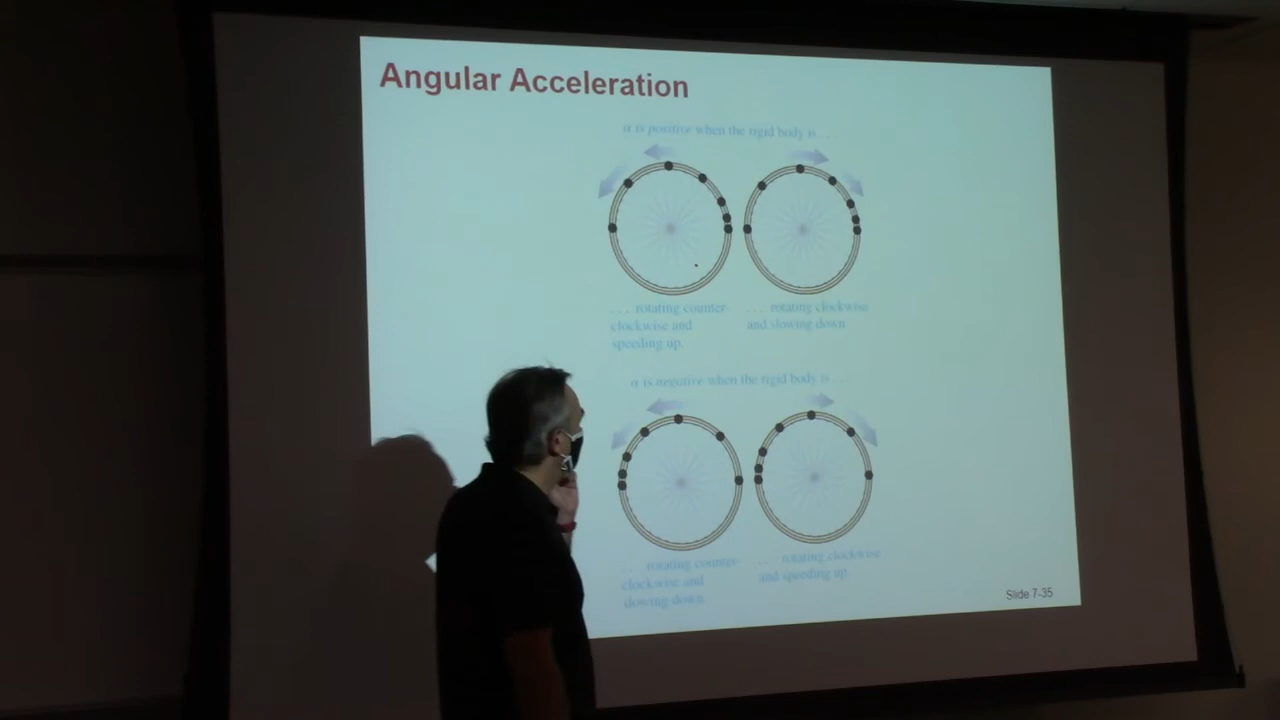 Angular Acceleration
α is positive when the rigid body is . . .
. . . rotating counter-
clockwise and
speeding up.
. . . rotating clockwise
and slowing down.
α is negative when the rigid body is . . .
. . . rotating counter-
clockwise and
slowing down.
. . . rotating clockwise
and speeding up.
Slide 7-35